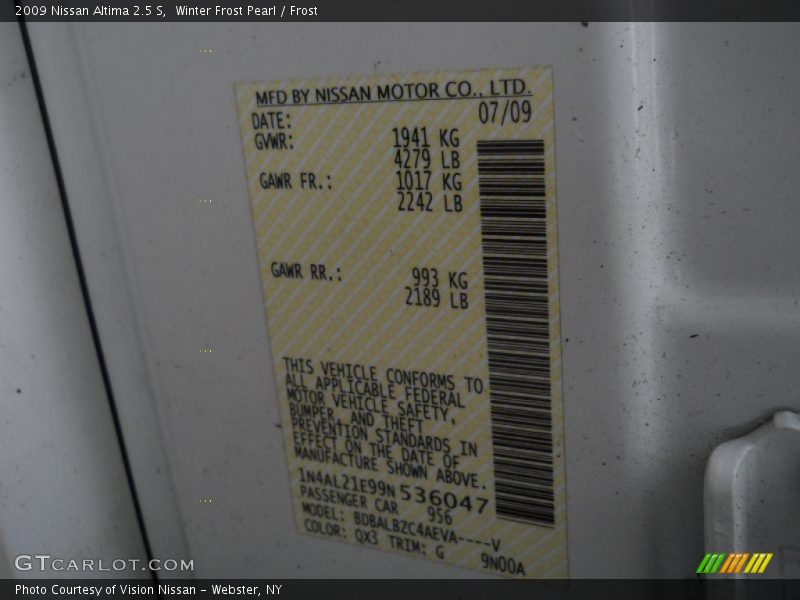 2009 Nissan Altima 2.5 S, Winter Frost Pearl / Frost
MFD BY NISSAN MOTOR CO., LTD.
DATE: 07/09
GVWR: 1941 KG
4279 LB
GAWR FR.: 1017 KG
2242 LB
GAWR RR.: 993 KG
2189 LB
THIS VEHICLE CONFORMS TO
ALL APPLICABLE FEDERAL
MOTOR VEHICLE SAFETY,
BUMPER, AND THEFT
PREVENTION STANDARDS IN
EFFECT ON THE DATE OF
MANUFACTURE SHOWN ABOVE.
1N4AL21E99N536047
PASSENGER CAR 956
MODEL: BDBALBZC4AEVA----V
COLOR: QX3 TRIM: G 9N00A
GTCARLOT.COM
Photo Courtesy of Vision Nissan - Webster, NY